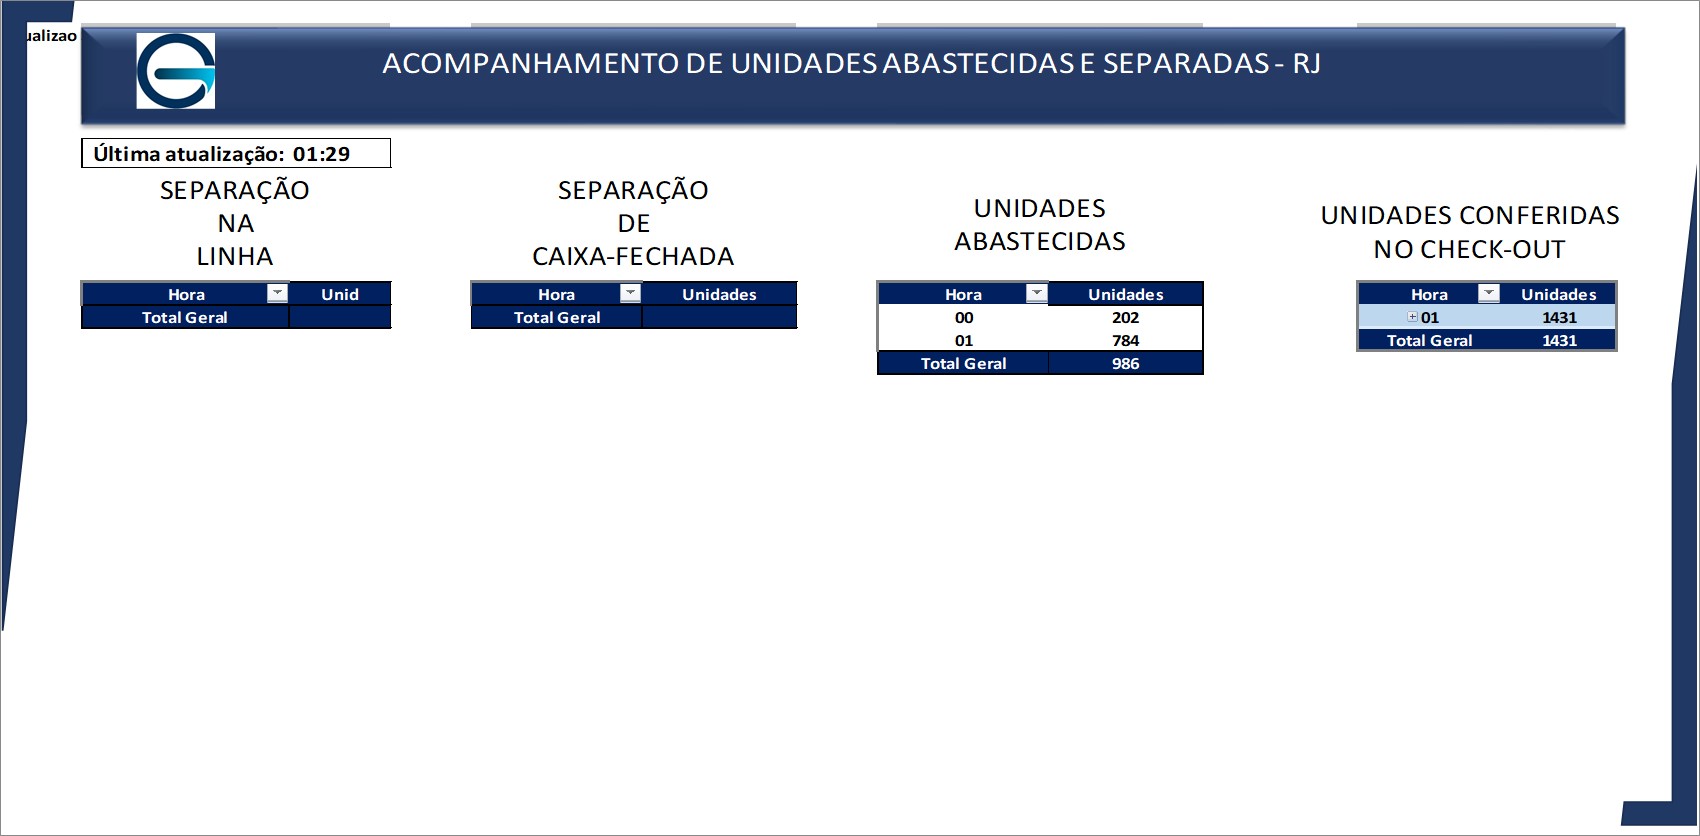 ualizao
ACOMPANHAMENTO DE UNIDADES ABASTECIDAS E SEPARADAS - RJ
Última atualização: 01:29
SEPARAÇÃO
NA
LINHA
Hora Unid
Total Geral
SEPARAÇÃO
DE
CAIXA-FECHADA
Hora Unidades
Total Geral
UNIDADES
ABASTECIDAS
Hora Unidades
00 202
01 784
Total Geral 986
UNIDADES CONFERIDAS
NO CHECK-OUT
Hora Unidades
01 1431
Total Geral 1431